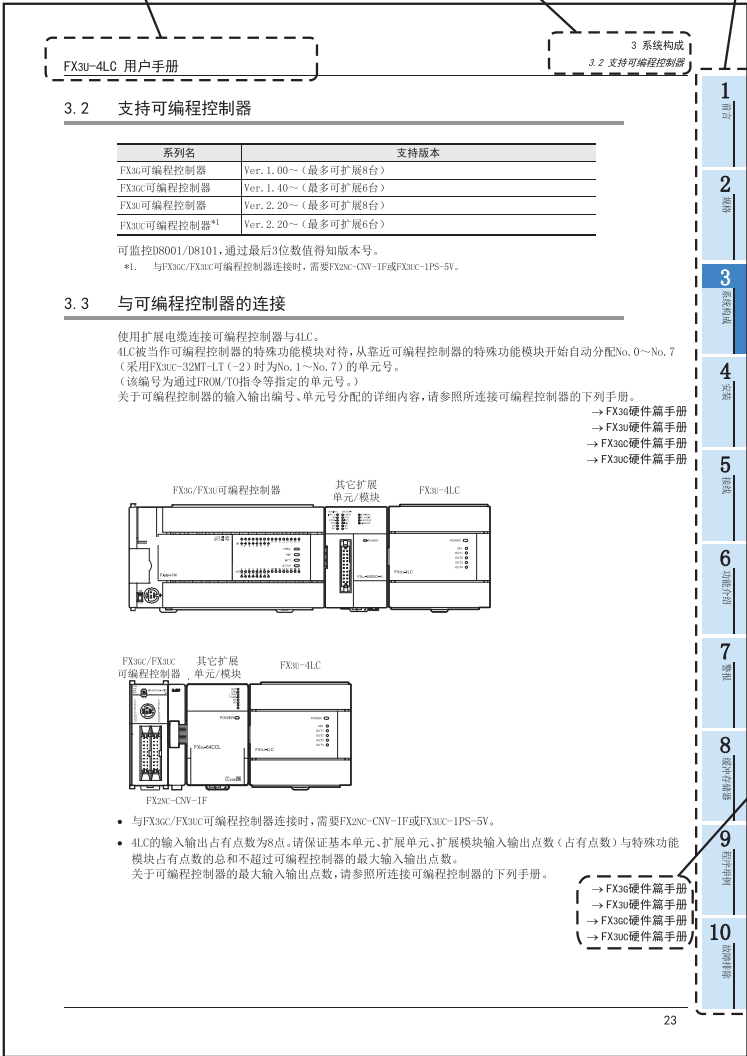 FX3U-4LC 用户手册
3 系统构成
3.2 支持可编程控制器
3.2 支持可编程控制器
系列名 支持版本
FX3G可编程控制器 Ver.1.00～（最多可扩展8台）
FX3GC可编程控制器 Ver.1.40～（最多可扩展6台）
FX3U可编程控制器 Ver.2.20～（最多可扩展8台）
FX3UC可编程控制器*1 Ver.2.20～（最多可扩展6台）
可监控D8001/D8101，通过最后3位数值得知版本号。
*1. 与FX3GC/FX3UC可编程控制器连接时，需要FX2NC-CNV-IF或FX3UC-1PS-5V。
3.3 与可编程控制器的连接
使用扩展电缆连接可编程控制器与4LC。
4LC被当作可编程控制器的特殊功能模块对待，从靠近可编程控制器的特殊功能模块开始自动分配No.0～No.7
（采用FX3UC-32MT-LT(-2)时为No.1～No.7）的单元号。
（该编号为通过FROM/TO指令等指定的单元号。）
关于可编程控制器的输入输出编号、单元号分配的详细内容，请参照所连接可编程控制器的下列手册。
→ FX3G硬件篇手册
→ FX3U硬件篇手册
→ FX3GC硬件篇手册
→ FX3UC硬件篇手册
FX3G/FX3U可编程控制器
其它扩展
单元/模块
FX3U-4LC
POWER
FX3U-4LC
FX3GC/FX3UC
可编程控制器
其它扩展
单元/模块
FX3U-4LC
POWER
FX3U-64CCL
POWER
FX3U-4LC
FX2NC-CNV-IF
• 与FX3GC/FX3UC可编程控制器连接时，需要FX2NC-CNV-IF或FX3UC-1PS-5V。
• 4LC的输入输出占有点数为8点。请保证基本单元、扩展单元、扩展模块输入输出点数（占有点数）与特殊功能
模块占有点数的总和不超过可编程控制器的最大输入输出点数。
关于可编程控制器的最大输入输出点数，请参照所连接可编程控制器的下列手册。
→ FX3G硬件篇手册
→ FX3U硬件篇手册
→ FX3GC硬件篇手册
→ FX3UC硬件篇手册
1
前言
2
规格
3
系统构成
4
安装
5
接线
6
功能介绍
7
警报
8
缓冲存储器
9
程序举例
10
故障排除
23